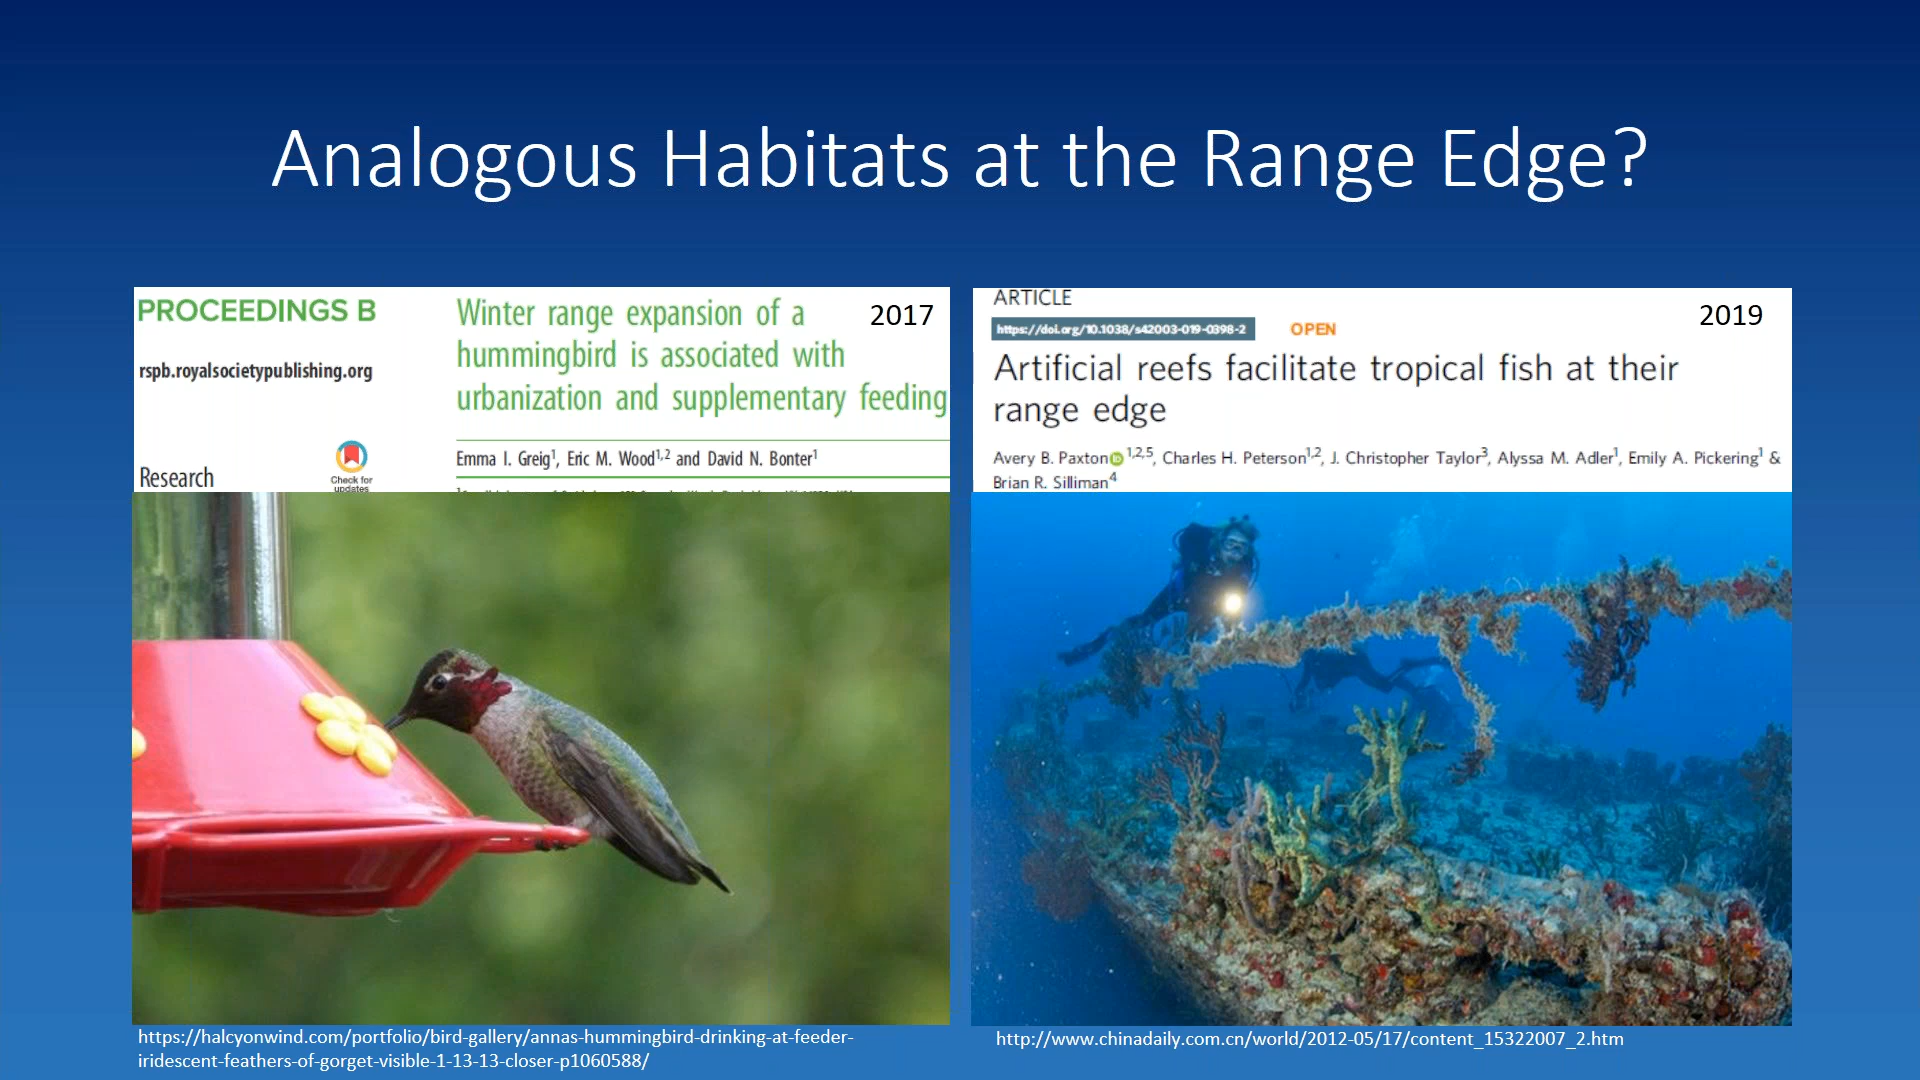 Analogous Habitats at the Range Edge?
PROCEEDINGS B
rspb.royalsocietypublishing.org
Research
Check for
updates
Winter range expansion of a
hummingbird is associated with
urbanization and supplementary feeding
2017
Emma I. Greig¹, Eric M. Wood¹,² and David N. Bonter¹
ARTICLE
https://doi.org/10.1038/s42003-019-0398-2
OPEN
2019
Artificial reefs facilitate tropical fish at their
range edge
Avery B. Paxton ¹,²,⁵, Charles H. Peterson¹,², J. Christopher Taylor³, Alyssa M. Adler¹, Emily A. Pickering¹ &
Brian R. Silliman⁴
https://halcyonwind.com/portfolio/bird-gallery/annas-hummingbird-drinking-at-feeder-
iridescent-feathers-of-gorget-visible-1-13-13-closer-p1060588/
http://www.chinadaily.com.cn/world/2012-05/17/content_15322007_2.htm